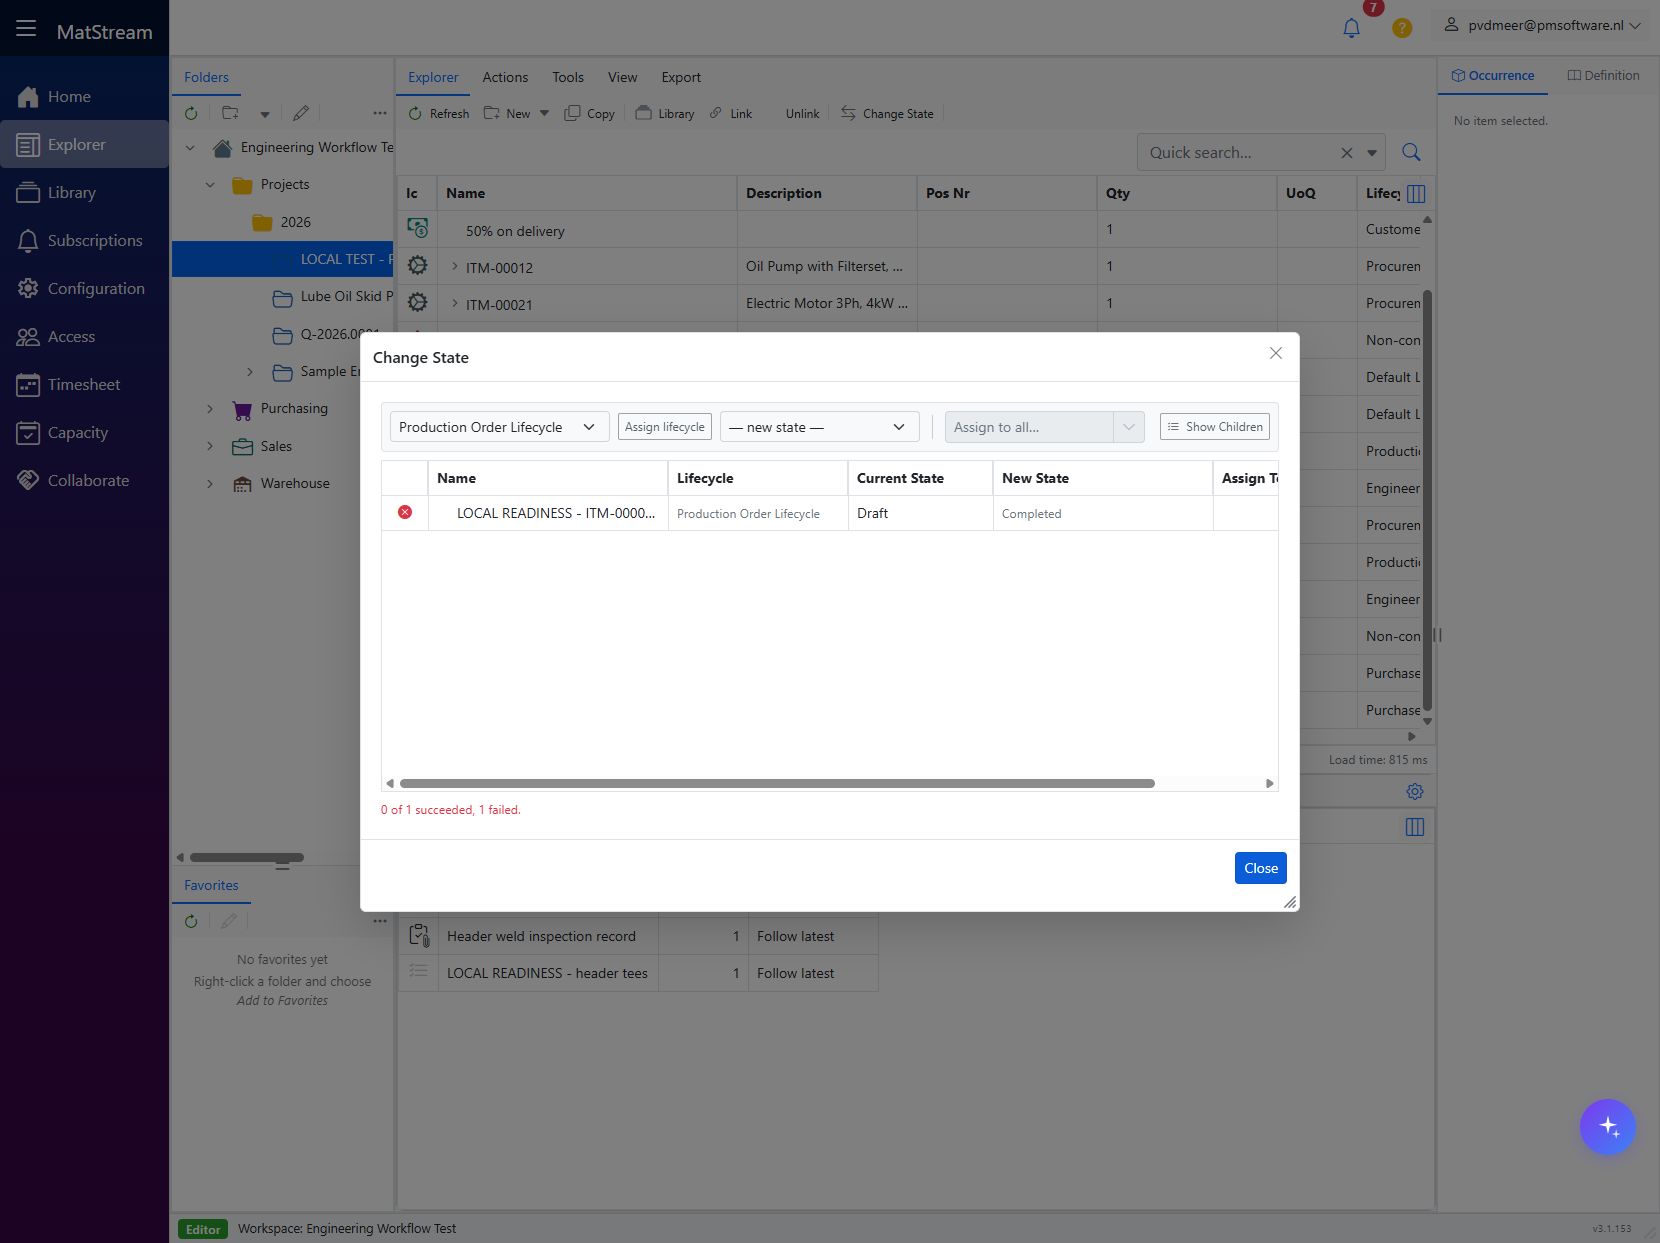 MatStream
7
?
pvdmeer@pmsoftware.nl
Home
Explorer
Library
Subscriptions
Configuration
Access
Timesheet
Capacity
Collaborate
Folders
Engineering Workflow Te
Projects
2026
LOCAL TEST - P
Lube Oil Skid P
Q-2026.0001
Sample En
Purchasing
Sales
Warehouse
Favorites
No favorites yet
Right-click a folder and choose
Add to Favorites
Explorer Actions Tools View Export
Refresh New Copy Library Link Unlink Change State
Quick search...
Ic Name Description Pos Nr Qty UoQ Lifecy
50% on delivery 1 Custome
ITM-00012 Oil Pump with Filterset, ... 1 Procuren
ITM-00021 Electric Motor 3Ph, 4kW ... 1 Procuren
Non-con
Default L
Default L
Productio
Engineer
Procuren
Productio
Engineer
Non-con
Purchase
Purchase
Load time: 815 ms
Change State
Production Order Lifecycle Assign lifecycle — new state — Assign to all... Show Children
Name Lifecycle Current State New State Assign To
LOCAL READINESS - ITM-0000... Production Order Lifecycle Draft Completed
0 of 1 succeeded, 1 failed.
Close
Header weld inspection record 1 Follow latest
LOCAL READINESS - header tees 1 Follow latest
Occurrence Definition
No item selected.
Editor Workspace: Engineering Workflow Test
v3.1.153